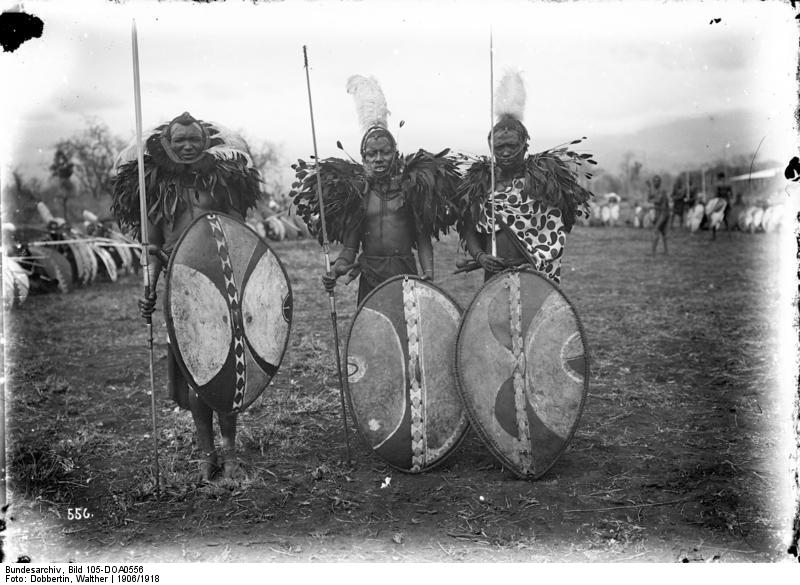 556.
Bundesarchiv, Bild 105-DOA0556
Foto: Dobbertin, Walther | 1906/1918